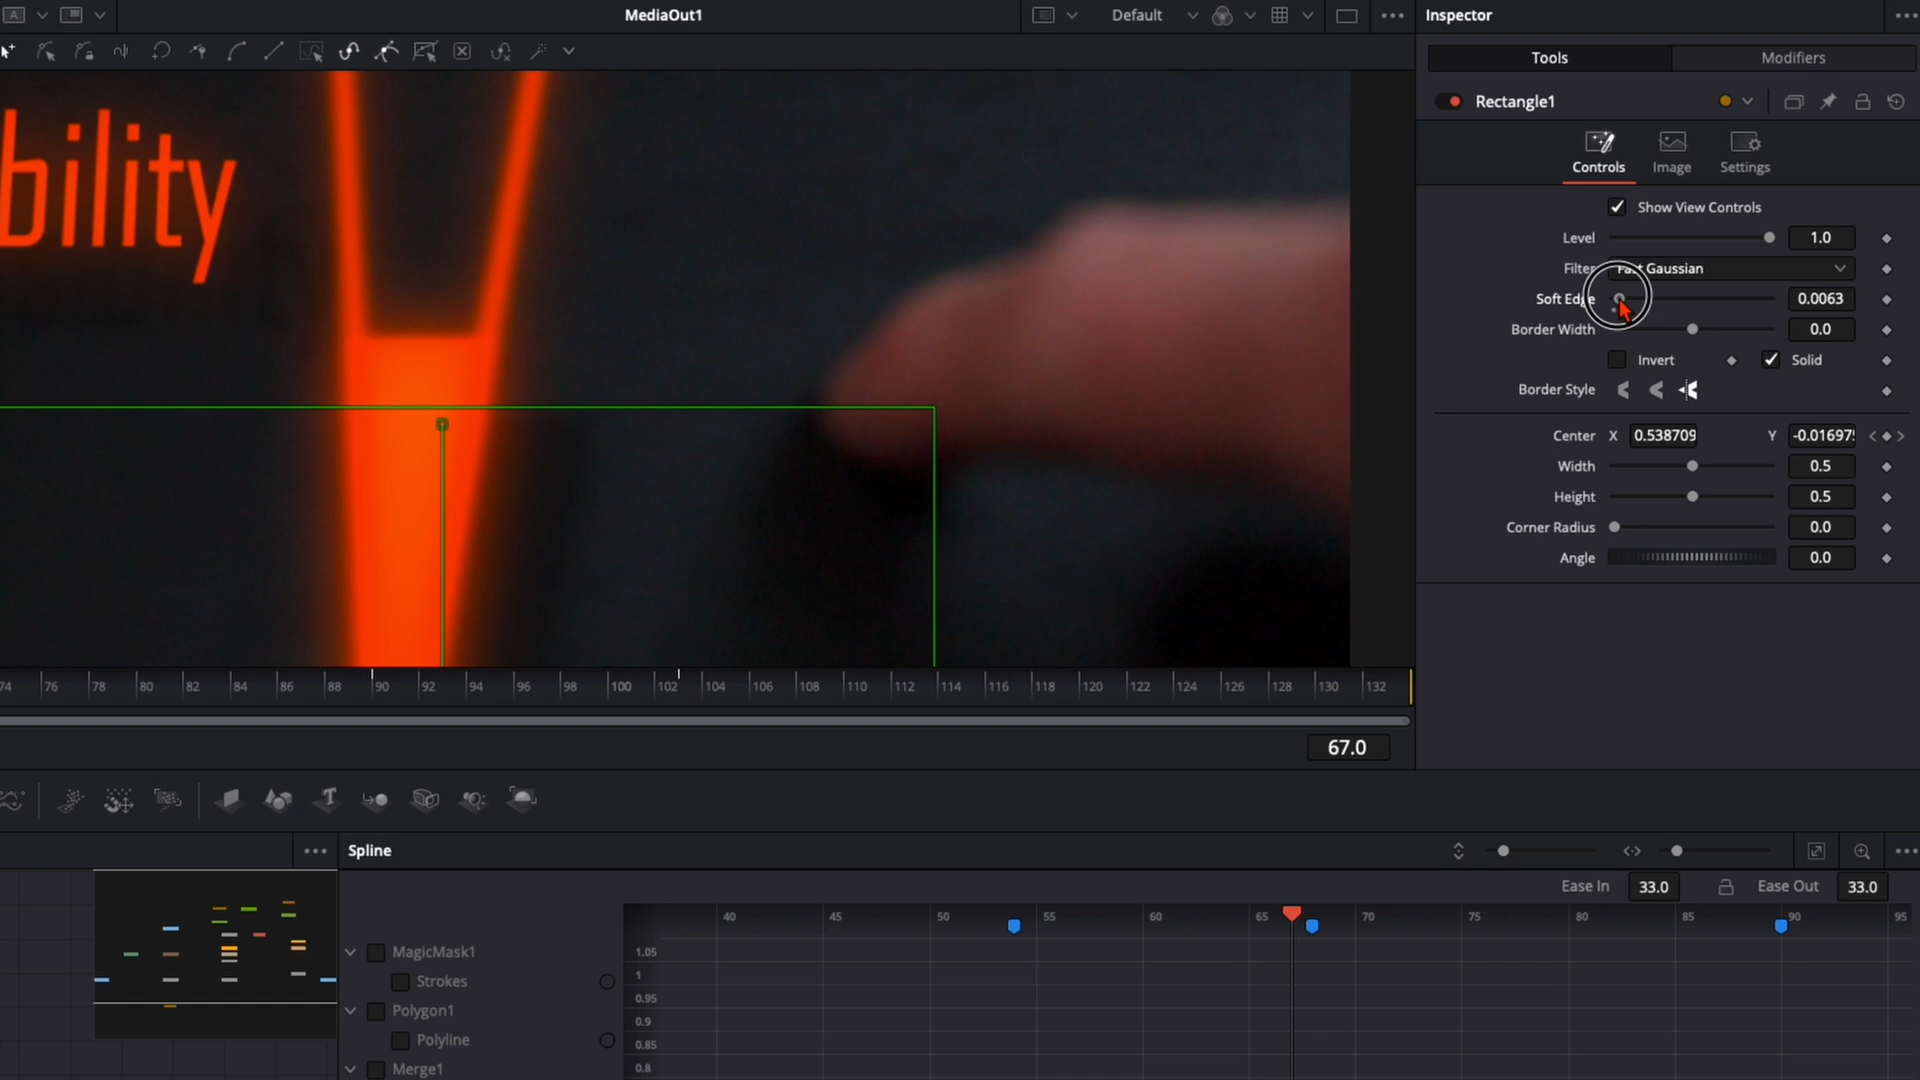 A
MediaOut1
Default
Inspector
Tools
Modifiers
Rectangle1
Controls
Image
Settings
Show View Controls
Level
1.0
Filter
Fast Gaussian
Soft Edge
0.0063
Border Width
0.0
Invert
Solid
Border Style
Center
X
0.538709
Y
-0.01697
Width
0.5
Height
0.5
Corner Radius
0.0
Angle
0.0
bility
74 76 78 80 82 84 86 88 90 92 94 96 98 100 102 104 106 108 110 112 114 116 118 120 122 124 126 128 130 132
67.0
Spline
Ease In
33.0
Ease Out
33.0
40 45 50 55 60 65 70 75 80 85 90 95
MagicMask1
Strokes
Polygon1
Polyline
Merge1
1.05
1
0.95
0.9
0.85
0.8